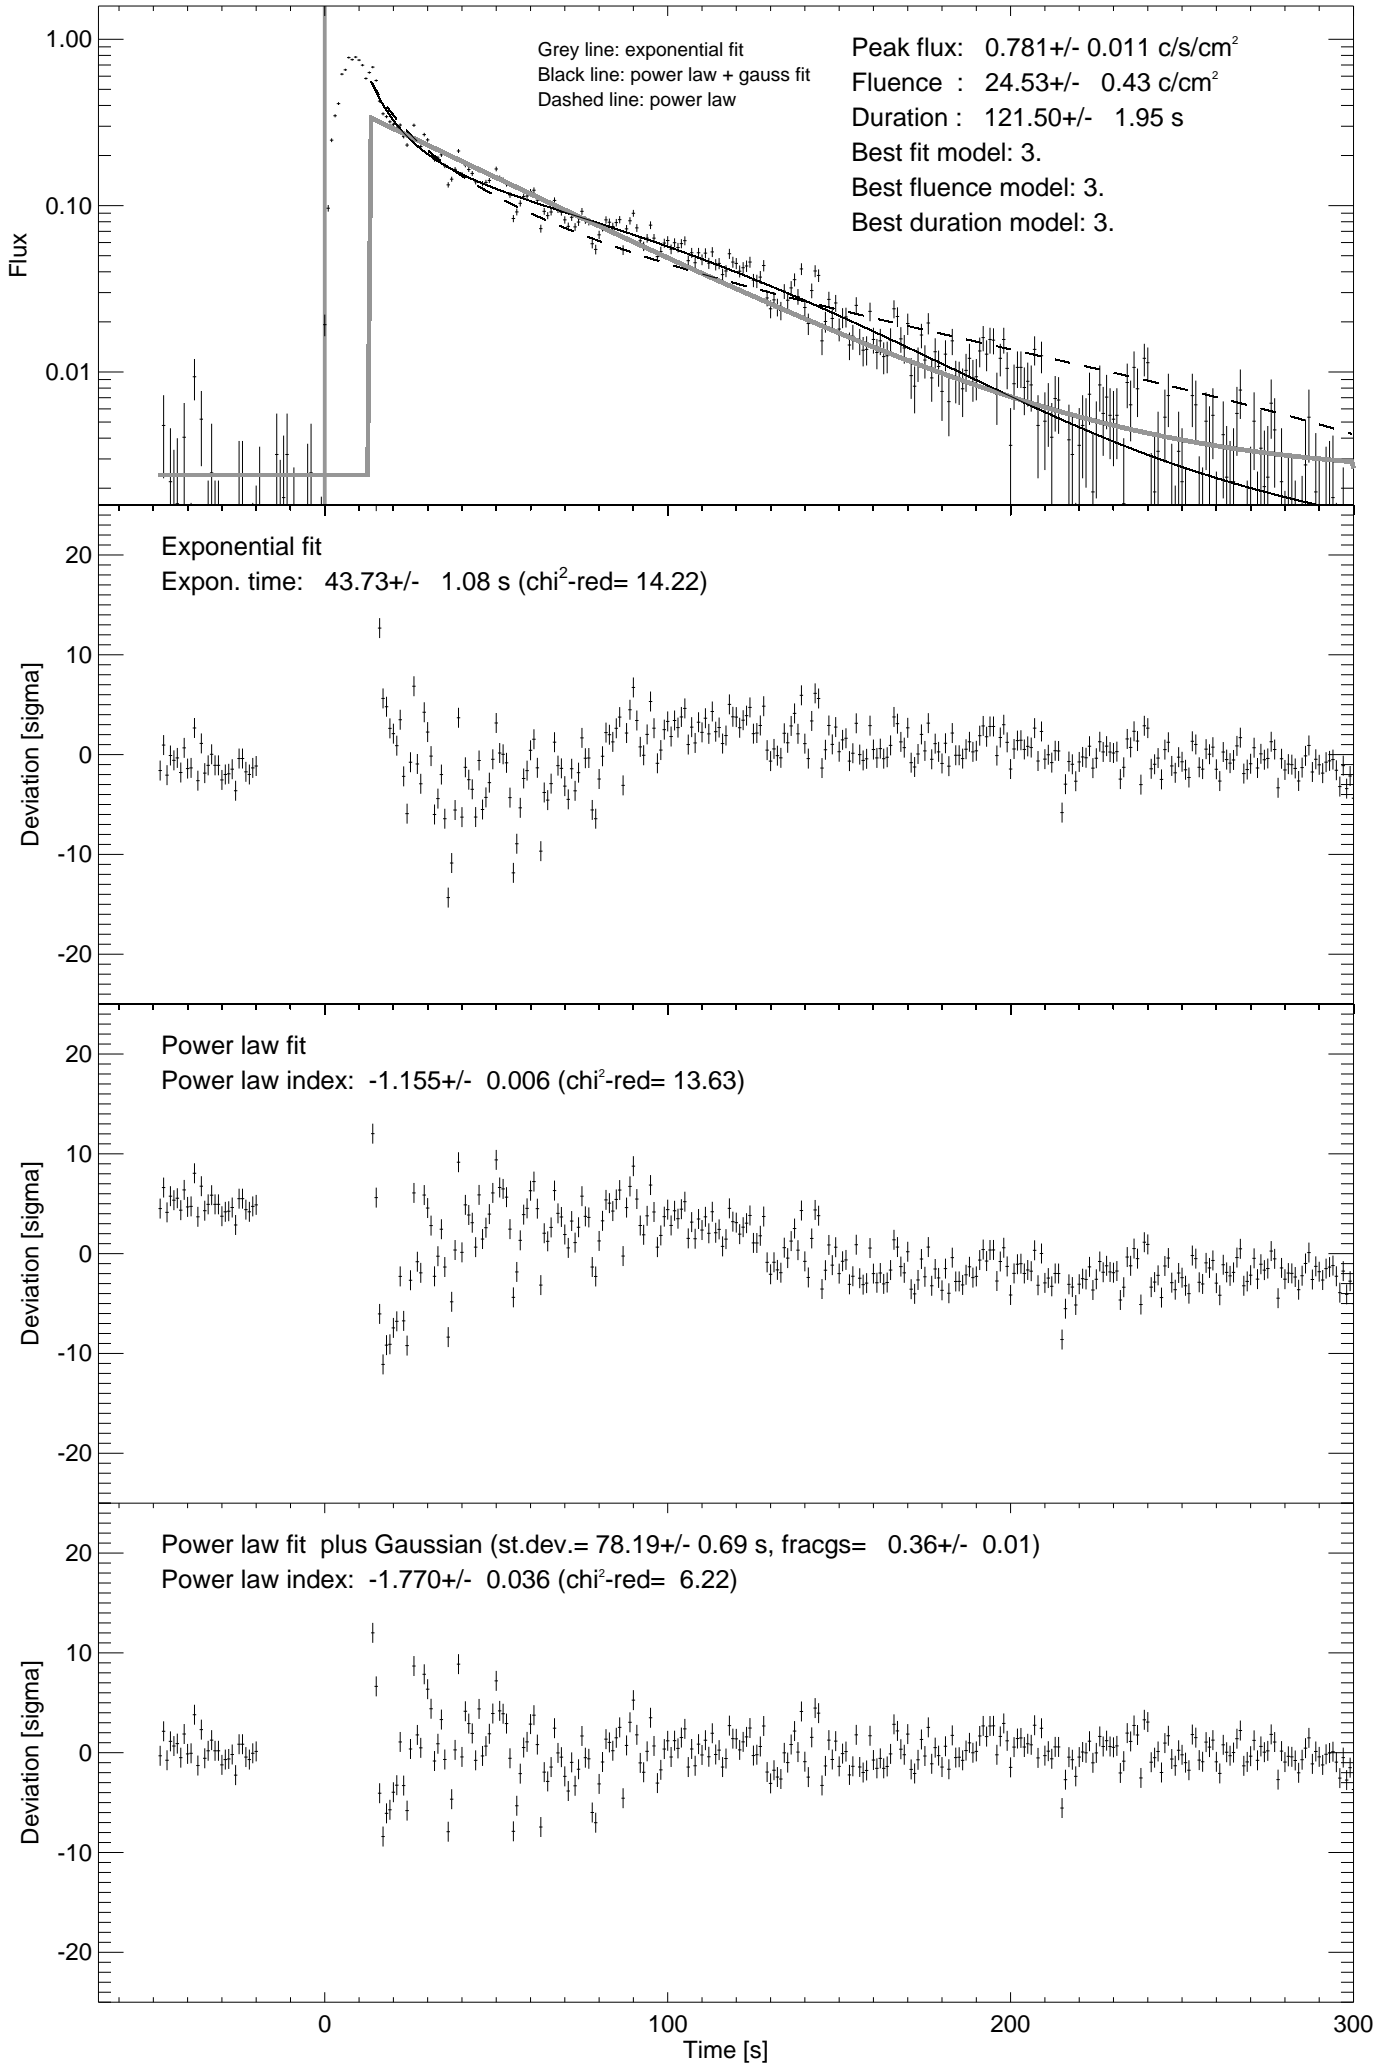 1.00
0.10
0.01
Flux
Grey line: exponential fit
Black line: power law + gauss fit
Dashed line: power law
Peak flux: 0.781+/- 0.011 c/s/cm²
Fluence : 24.53+/- 0.43 c/cm²
Duration : 121.50+/- 1.95 s
Best fit model: 3.
Best fluence model: 3.
Best duration model: 3.
20
10
0
-10
-20
Deviation [sigma]
Exponential fit
Expon. time: 43.73+/- 1.08 s (chi²-red= 14.22)
20
10
0
-10
-20
Deviation [sigma]
Power law fit
Power law index: -1.155+/- 0.006 (chi²-red= 13.63)
20
10
0
-10
-20
Deviation [sigma]
Power law fit plus Gaussian (st.dev.= 78.19+/- 0.69 s, fracgs= 0.36+/- 0.01)
Power law index: -1.770+/- 0.036 (chi²-red= 6.22)
0 100 200 300
Time [s]